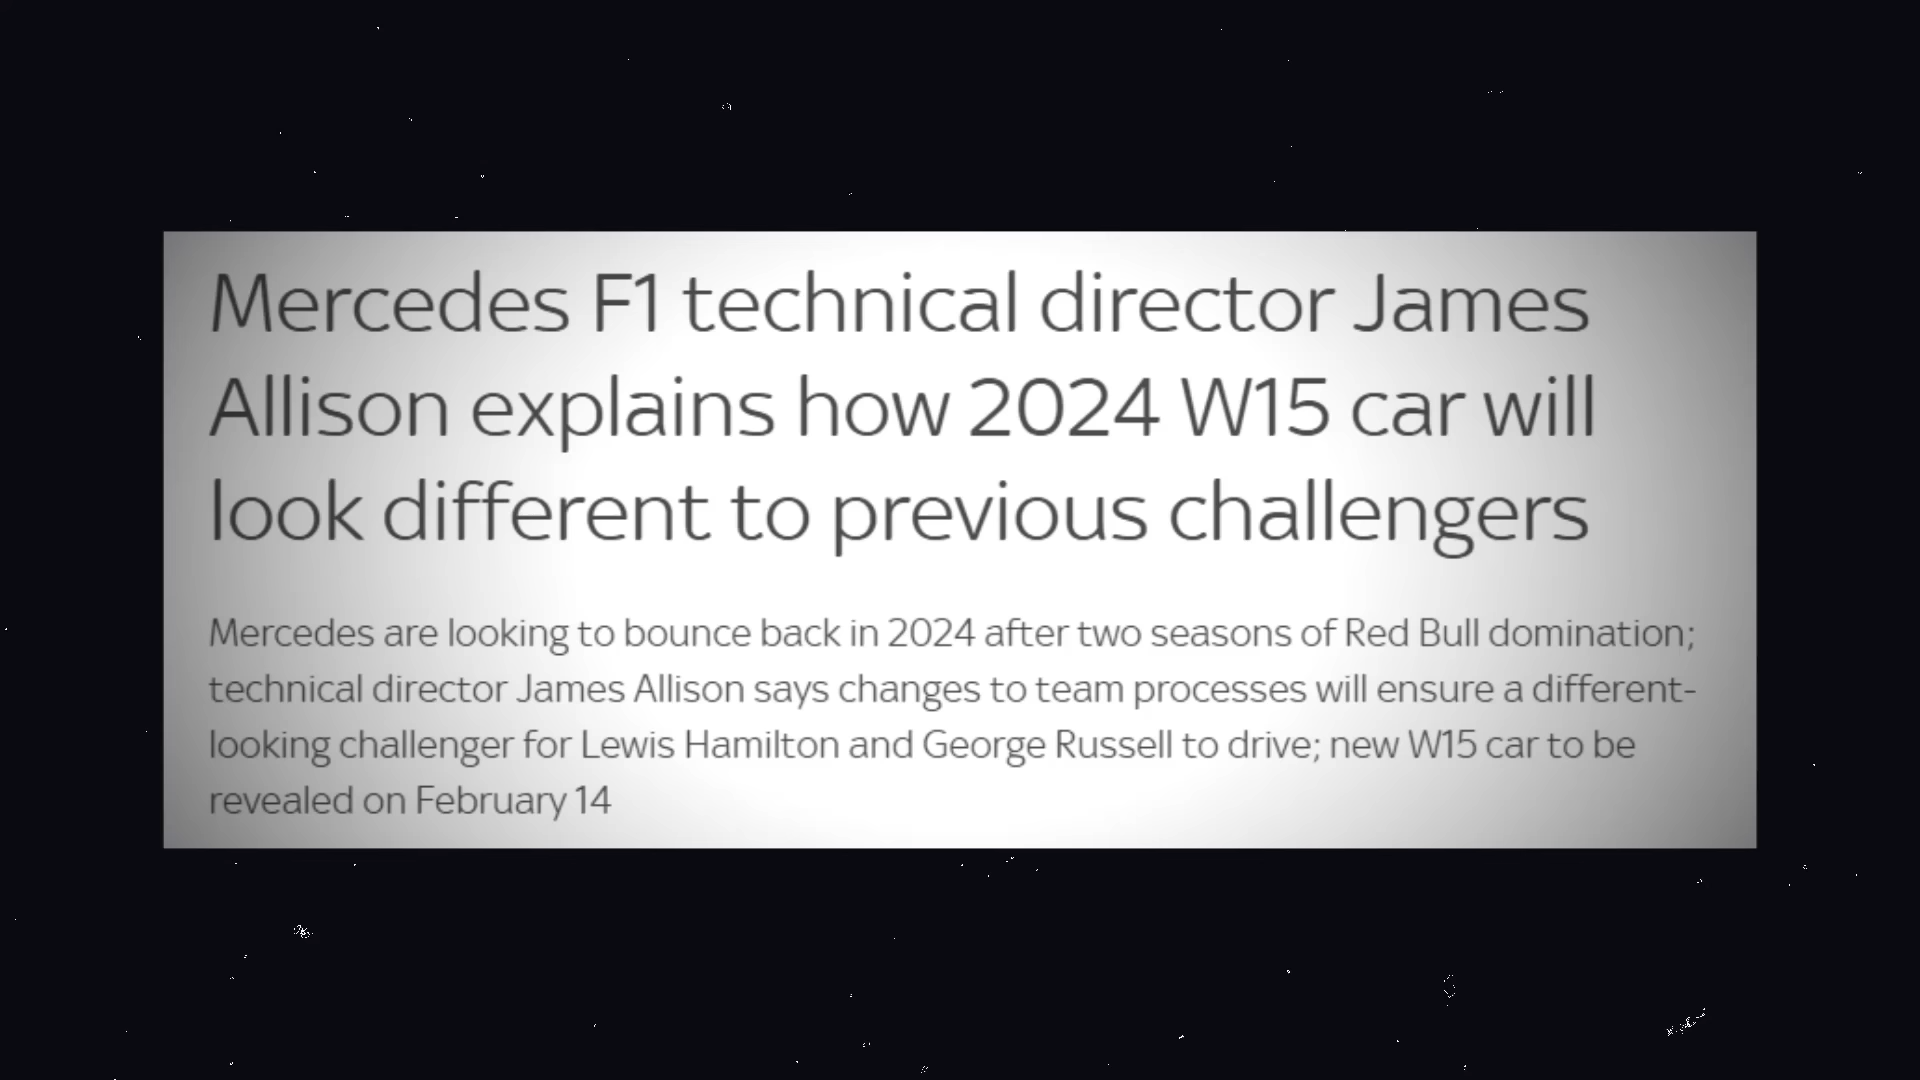 Mercedes F1 technical director James
Allison explains how 2024 W15 car will
look different to previous challengers
Mercedes are looking to bounce back in 2024 after two seasons of Red Bull domination;
technical director James Allison says changes to team processes will ensure a different-
looking challenger for Lewis Hamilton and George Russell to drive; new W15 car to be
revealed on February 14